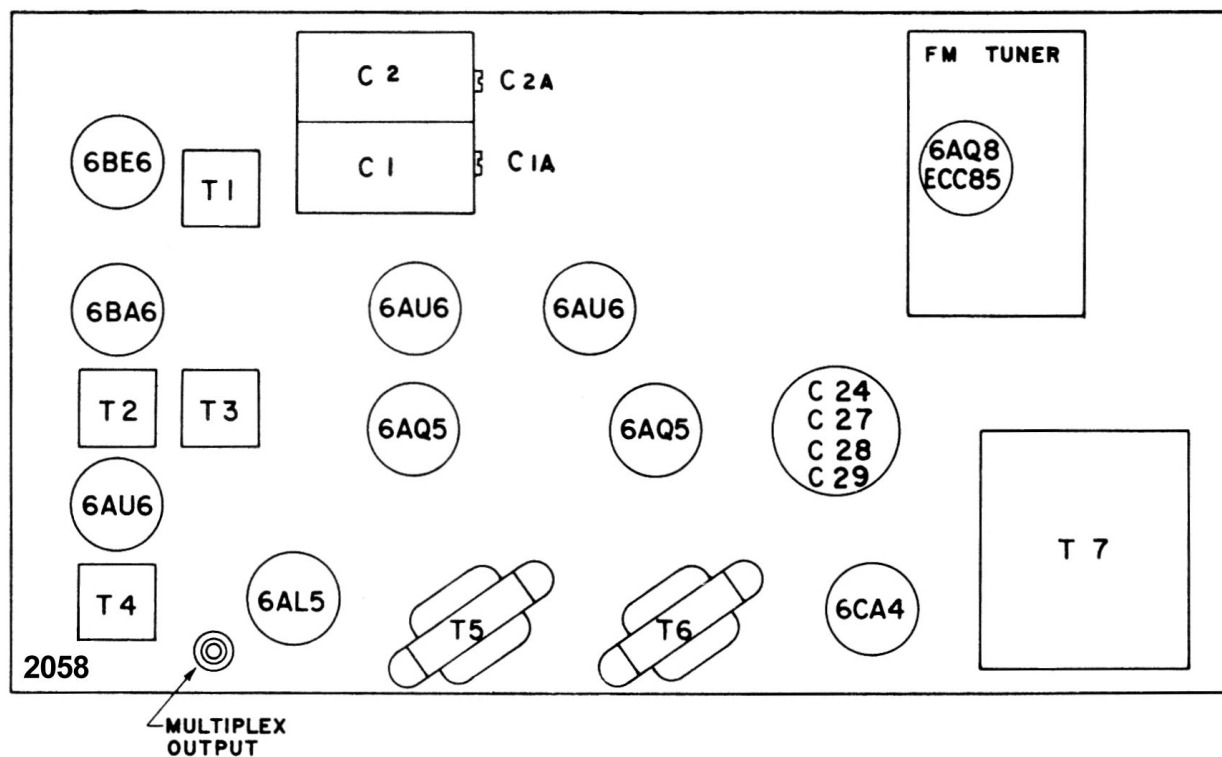 FM TUNER
C 2
C 2A
6BE6
6AQ8
ECC85
C 1
C 1A
T 1
6BA6
6AU6
6AU6
C 24
C 27
C 28
C 29
T 2
T 3
6AQ5
6AQ5
6AU6
T 7
6AL5
T 4
6CA4
T5
T6
2058
MULTIPLEX
OUTPUT